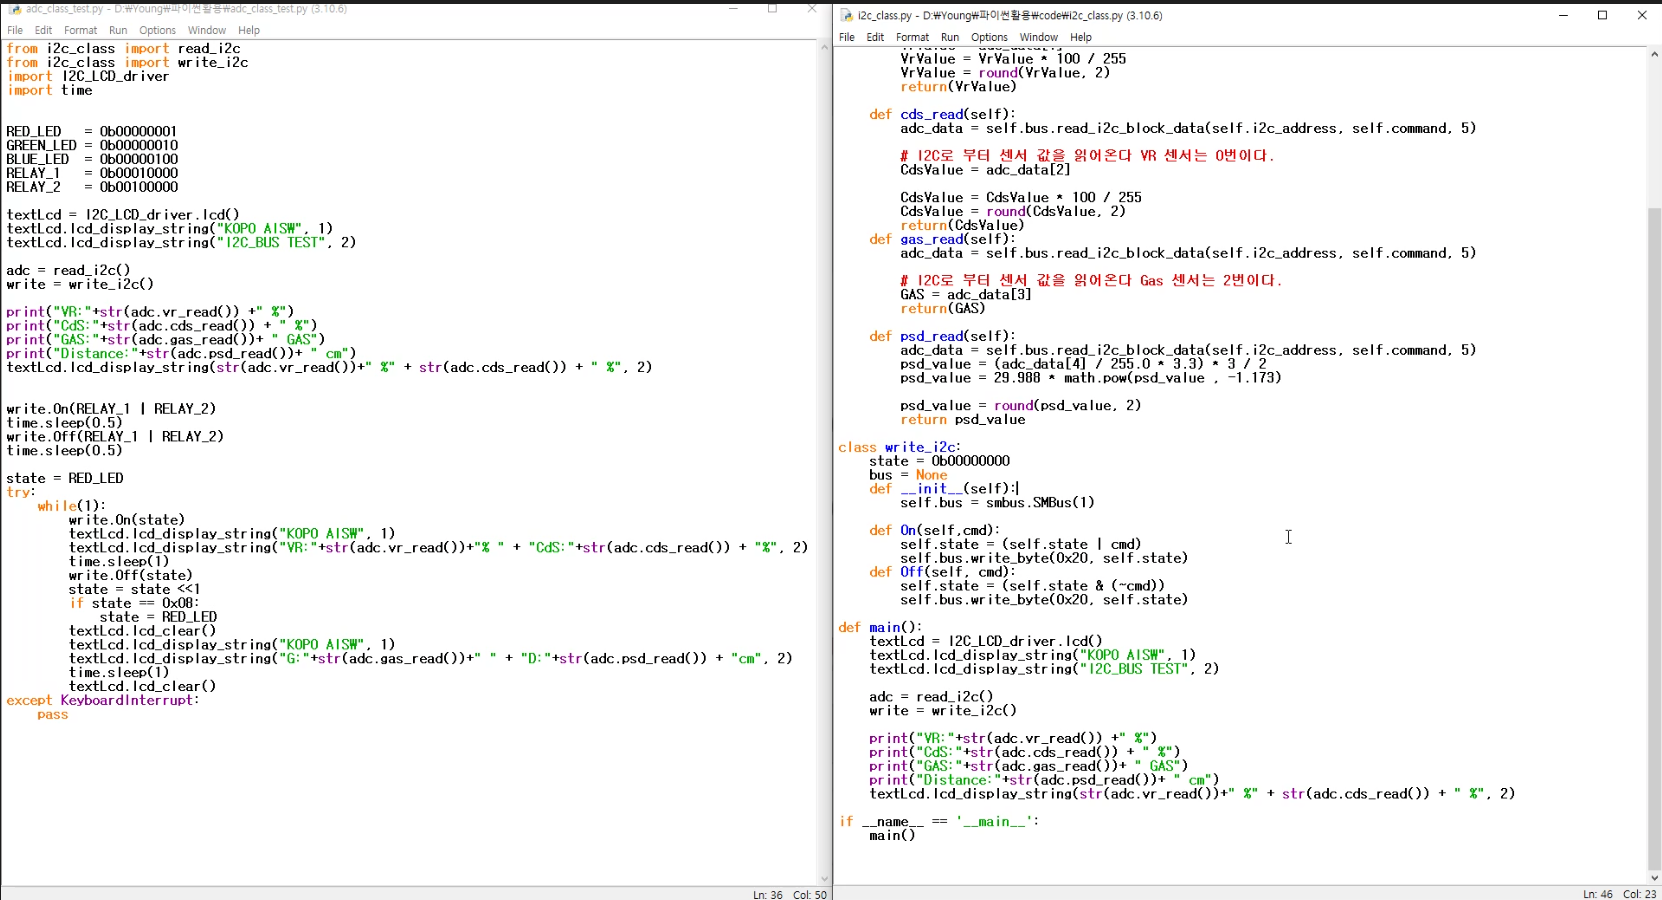 adc_class_test.py - D:₩Young₩파이썬활용₩adc_class_test.py (3.10.6)
File Edit Format Run Options Window Help
from i2c_class import read_i2c
from i2c_class import write_i2c
import I2C_LCD_driver
import time
RED_LED = 0b00000001
GREEN_LED = 0b00000010
BLUE_LED = 0b00000100
RELAY_1 = 0b00010000
RELAY_2 = 0b00100000
textLcd = I2C_LCD_driver.lcd()
textLcd.lcd_display_string("KOPO AISW", 1)
textLcd.lcd_display_string("I2C_BUS TEST", 2)
adc = read_i2c()
write = write_i2c()
print("VR:"+str(adc.vr_read()) +" %")
print("CdS:"+str(adc.cds_read()) + " %")
print("GAS:"+str(adc.gas_read())+ " GAS")
print("Distance:"+str(adc.psd_read())+ " cm")
textLcd.lcd_display_string(str(adc.vr_read())+" %" + str(adc.cds_read()) + " %", 2)
write.On(RELAY_1 | RELAY_2)
time.sleep(0.5)
write.Off(RELAY_1 | RELAY_2)
time.sleep(0.5)
state = RED_LED
try:
    while(1):
        write.On(state)
        textLcd.lcd_display_string("KOPO AISW", 1)
        textLcd.lcd_display_string("VR:"+str(adc.vr_read())+"% " + "CdS:"+str(adc.cds_read()) + "%", 2)
        time.sleep(1)
        write.Off(state)
        state = state <<1
        if state == 0x08:
            state = RED_LED
        textLcd.lcd_clear()
        textLcd.lcd_display_string("KOPO AISW", 1)
        textLcd.lcd_display_string("G:"+str(adc.gas_read())+" " + "D:"+str(adc.psd_read()) + "cm", 2)
        time.sleep(1)
        textLcd.lcd_clear()
except KeyboardInterrupt:
    pass
Ln: 36 Col: 50
i2c_class.py - D:₩Young₩파이썬활용₩code₩i2c_class.py (3.10.6)
File Edit Format Run Options Window Help
        VrValue = VrValue * 100 / 255
        VrValue = round(VrValue, 2)
        return(VrValue)
    def cds_read(self):
        adc_data = self.bus.read_i2c_block_data(self.i2c_address, self.command, 5)
        # I2C로 부터 센서 값을 읽어온다 VR 센서는 0번이다.
        CdsValue = adc_data[2]
        CdsValue = CdsValue * 100 / 255
        CdsValue = round(CdsValue, 2)
        return(CdsValue)
    def gas_read(self):
        adc_data = self.bus.read_i2c_block_data(self.i2c_address, self.command, 5)
        # I2C로 부터 센서 값을 읽어온다 Gas 센서는 2번이다.
        GAS = adc_data[3]
        return(GAS)
    def psd_read(self):
        adc_data = self.bus.read_i2c_block_data(self.i2c_address, self.command, 5)
        psd_value = (adc_data[4] / 255.0 * 3.3) * 3 / 2
        psd_value = 29.988 * math.pow(psd_value , -1.173)
        psd_value = round(psd_value, 2)
        return psd_value
class write_i2c:
    state = 0b00000000
    bus = None
    def __init__(self):
        self.bus = smbus.SMBus(1)
    def On(self,cmd):
        self.state = (self.state | cmd)
        self.bus.write_byte(0x20, self.state)
    def Off(self, cmd):
        self.state = (self.state & (~cmd))
        self.bus.write_byte(0x20, self.state)
def main():
    textLcd = I2C_LCD_driver.lcd()
    textLcd.lcd_display_string("KOPO AISW", 1)
    textLcd.lcd_display_string("I2C_BUS TEST", 2)
    adc = read_i2c()
    write = write_i2c()
    print("VR:"+str(adc.vr_read()) +" %")
    print("CdS:"+str(adc.cds_read()) + " %")
    print("GAS:"+str(adc.gas_read())+ " GAS")
    print("Distance:"+str(adc.psd_read())+ " cm")
    textLcd.lcd_display_string(str(adc.vr_read())+" %" + str(adc.cds_read()) + " %", 2)
if __name__ == '__main__':
    main()
Ln: 46 Col: 23